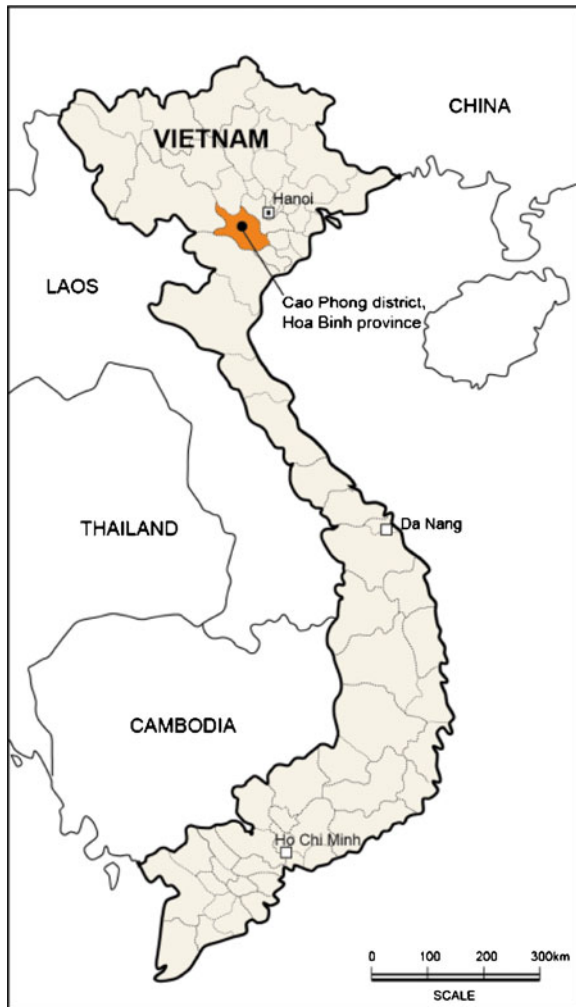 CHINA
VIETNAM
Hanoi
LAOS
Cao Phong district,
Hoa Binh province
THAILAND
Da Nang
CAMBODIA
Ho Chi Minh
0 100 200 300km
SCALE